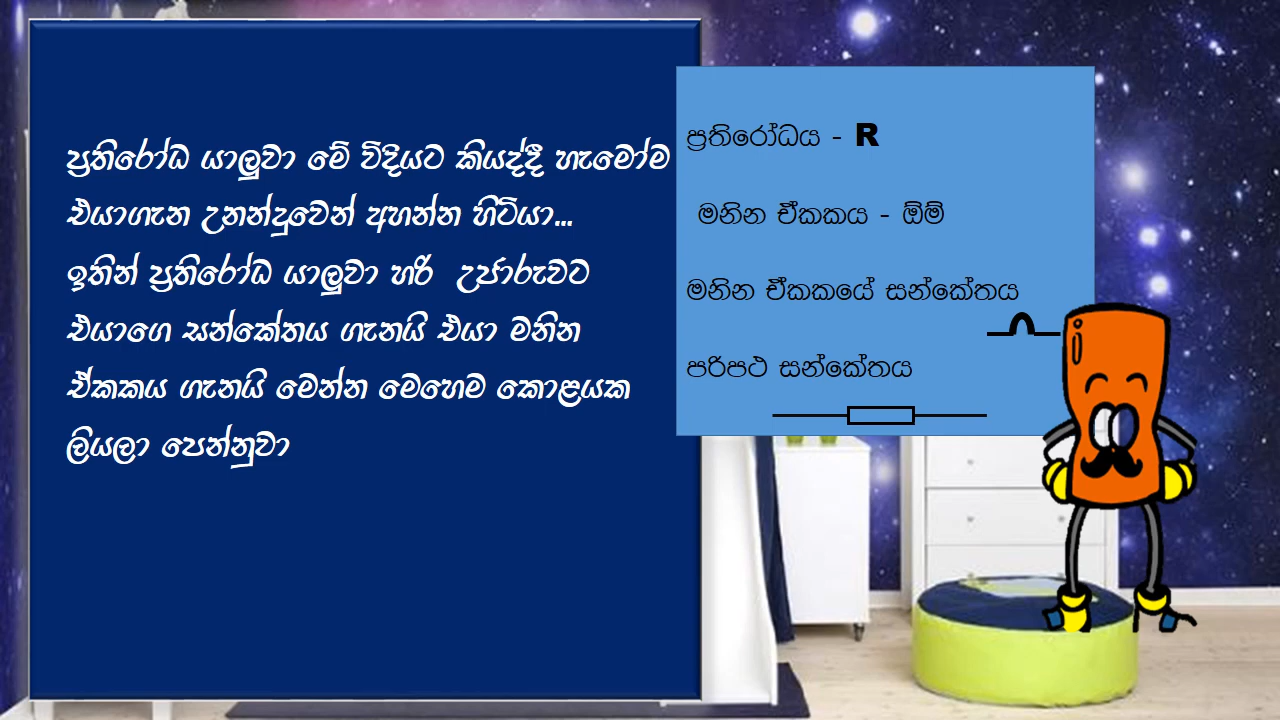 ප්‍රතිරෝධ යාලුවා මේ විදියට කියද්දී හැමෝම
එයාගැන උනන්දුවෙන් අහන්න හිටියා...
ඉතින් ප්‍රතිරෝධ යාලුවා හරි උජාරුවට
එයාගෙ සන්කේතය ගැනයි එයා මනින
ඒකකය ගැනයි මෙන්න මෙහෙම කොළයක
ලියලා පෙන්නුවා
ප්‍රතිරෝධය - R
මනින ඒකකය - ඕම්
මනින ඒකකයේ සන්කේතය
පරිපථ සන්කේතය